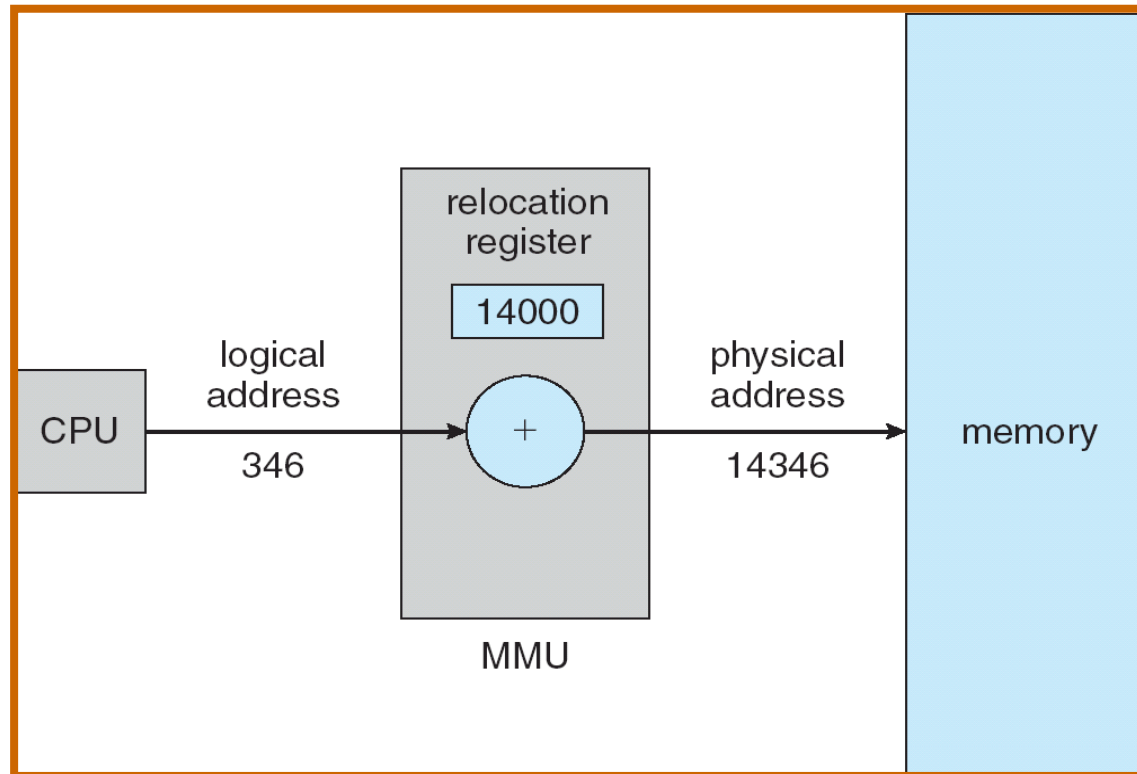 relocation
register
14000
logical
address
physical
address
CPU
+
memory
346
14346
MMU